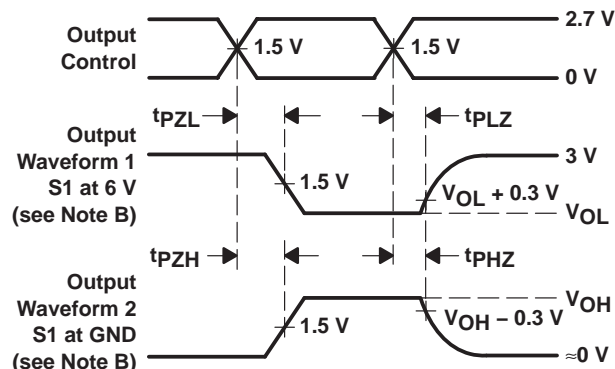 Output
Control
1.5 V
1.5 V
2.7 V
0 V
tPZL
tPLZ
Output
Waveform 1
S1 at 6 V
(see Note B)
1.5 V
3 V
VOL + 0.3 V
VOL
tPZH
tPHZ
Output
Waveform 2
S1 at GND
(see Note B)
1.5 V
VOH
VOH − 0.3 V
≈0 V